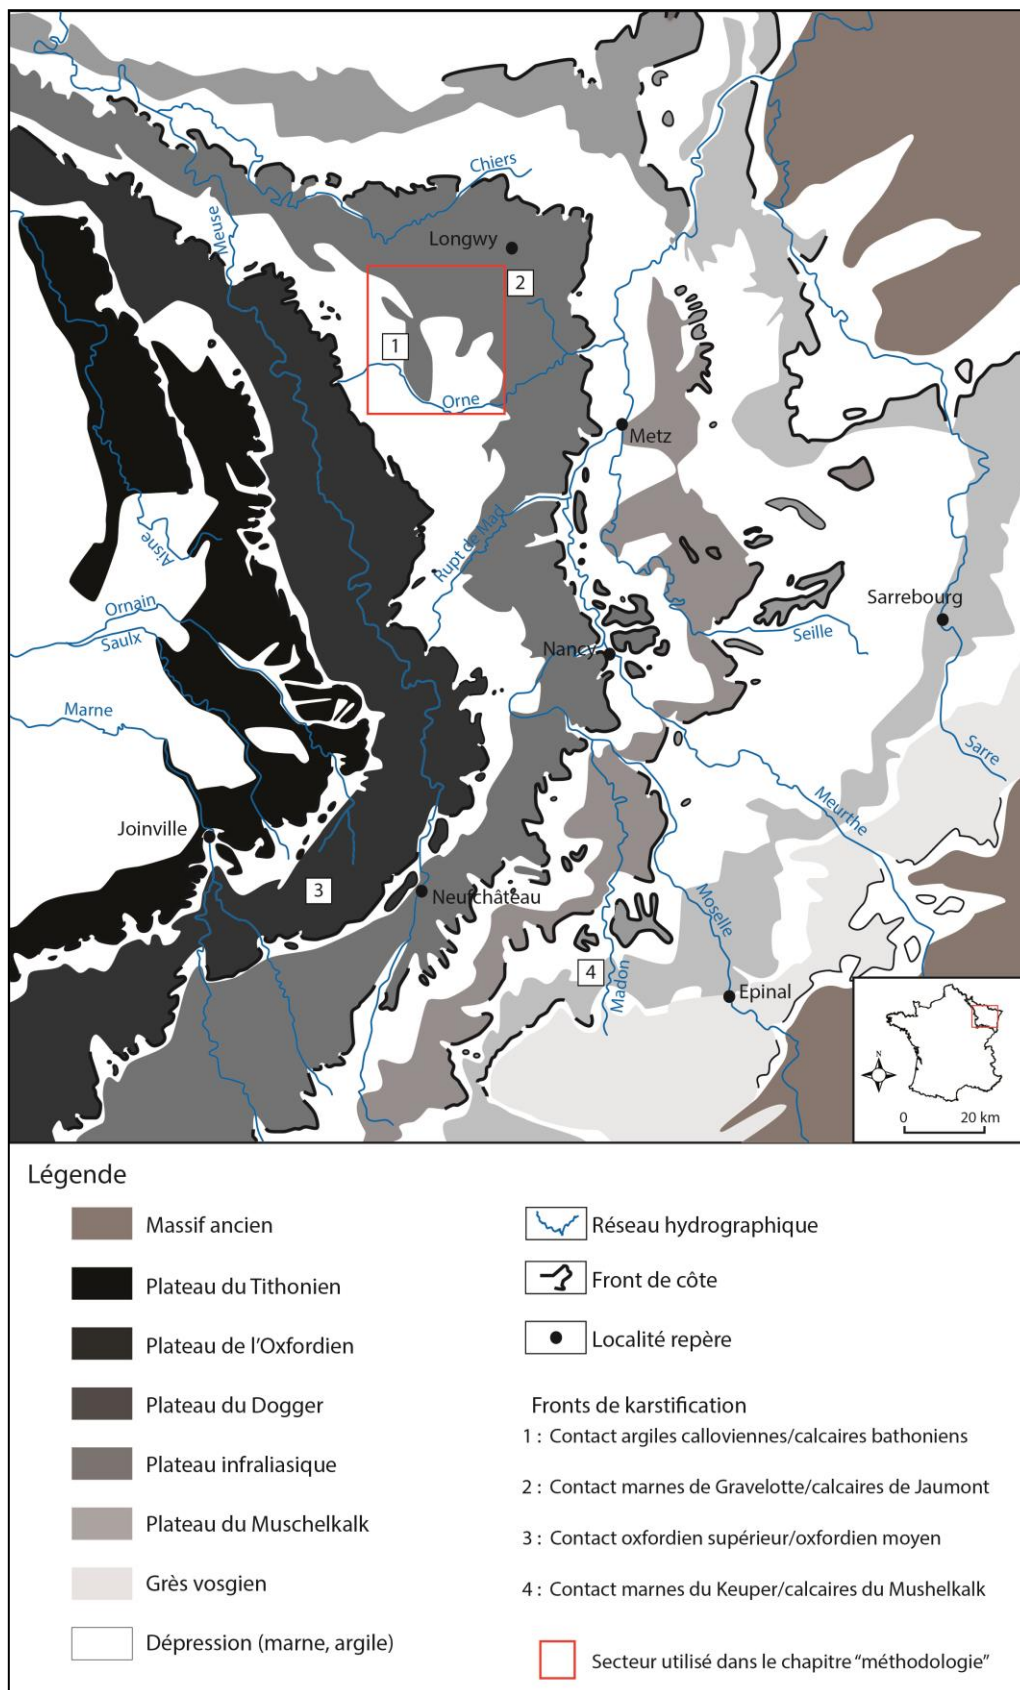 Chiers
Longwy
Meuse
2
1
Orne
Metz
Rupt de Mad
Aisne
Ornain
Saulx
Sarrebourg
Seille
Nancy
Marne
Sarre
Meurthe
Joinville
3
Neufchâteau
Moselle
4
Madon
Epinal
N
0 20 km
Légende
Massif ancien
Plateau du Tithonien
Plateau de l'Oxfordien
Plateau du Dogger
Plateau infraliasique
Plateau du Muschelkalk
Grès vosgien
Dépression (marne, argile)
Réseau hydrographique
Front de côte
Localité repère
Fronts de karstification
1 : Contact argiles calloviennes/calcaires bathoniens
2 : Contact marnes de Gravelotte/calcaires de Jaumont
3 : Contact oxfordien supérieur/oxfordien moyen
4 : Contact marnes du Keuper/calcaires du Mushelkalk
Secteur utilisé dans le chapitre "méthodologie"